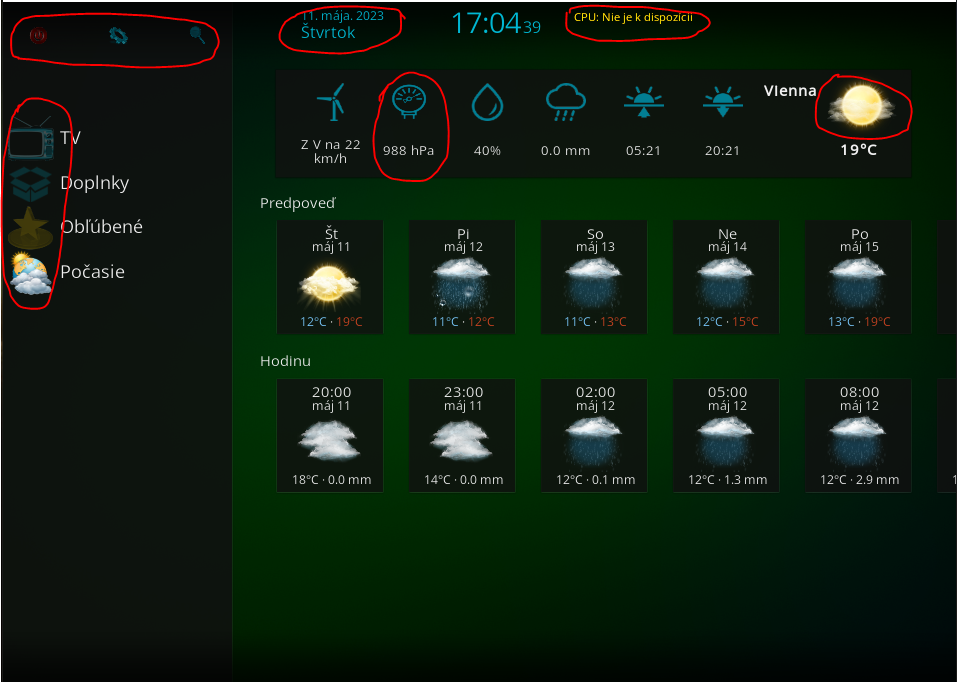 11. mája. 2023
Štvrtok
17:04 39
CPU: Nie je k dispozícii
TV
Doplnky
Obľúbené
Počasie
Vienna
Z V na 22
km/h
988 hPa
40%
0.0 mm
05:21
20:21
19°C
Predpoveď
Št
máj 11
12°C · 19°C
Pi
máj 12
11°C · 12°C
So
máj 13
11°C · 13°C
Ne
máj 14
12°C · 15°C
Po
máj 15
13°C · 19°C
Hodinu
20:00
máj 11
18°C · 0.0 mm
23:00
máj 11
14°C · 0.0 mm
02:00
máj 12
12°C · 0.1 mm
05:00
máj 12
12°C · 1.3 mm
08:00
máj 12
12°C · 2.9 mm